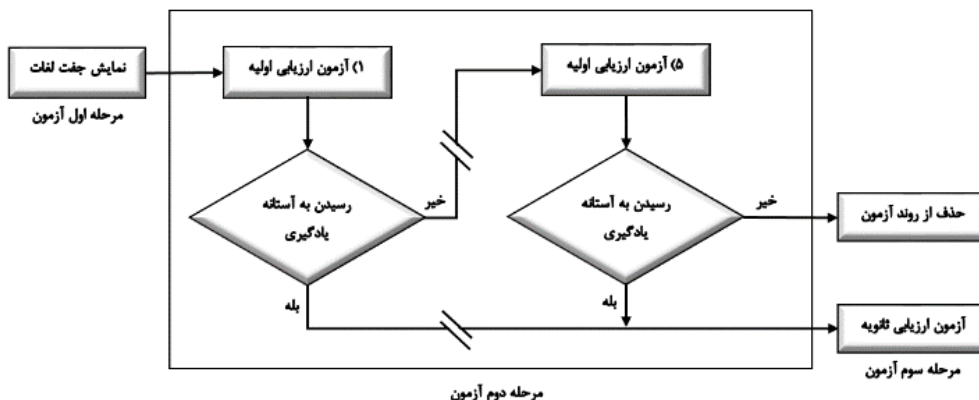 نمایش جفت لغات
مرحله اول آزمون
۱) آزمون ارزیابی اولیه
رسیدن به آستانه
یادگیری
خیر
بله
۵) آزمون ارزیابی اولیه
رسیدن به آستانه
یادگیری
خیر
بله
حذف از روند آزمون
آزمون ارزیابی ثانویه
مرحله سوم آزمون
مرحله دوم آزمون